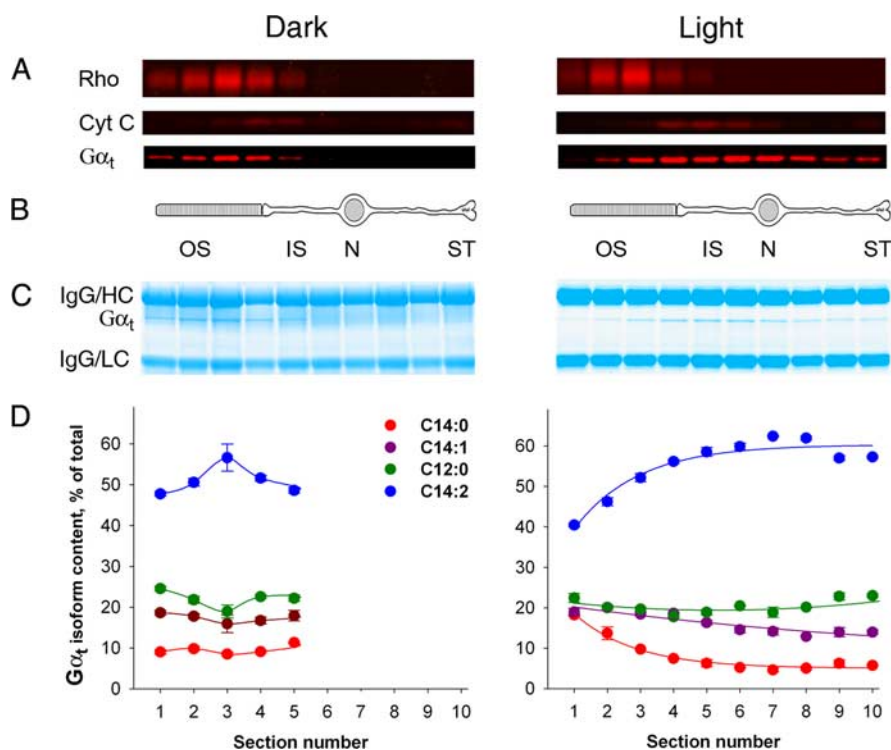 Dark Light
A
Rho
Cyt C
Gαt
B
OS IS N ST OS IS N ST
C
IgG/HC
Gαt
IgG/LC
D
Gαt isoform content, % of total
60
50
40
30
20
10
0
C14:0
C14:1
C12:0
C14:2
1 2 3 4 5 6 7 8 9 10
Section number
60
50
40
30
20
10
0
1 2 3 4 5 6 7 8 9 10
Section number